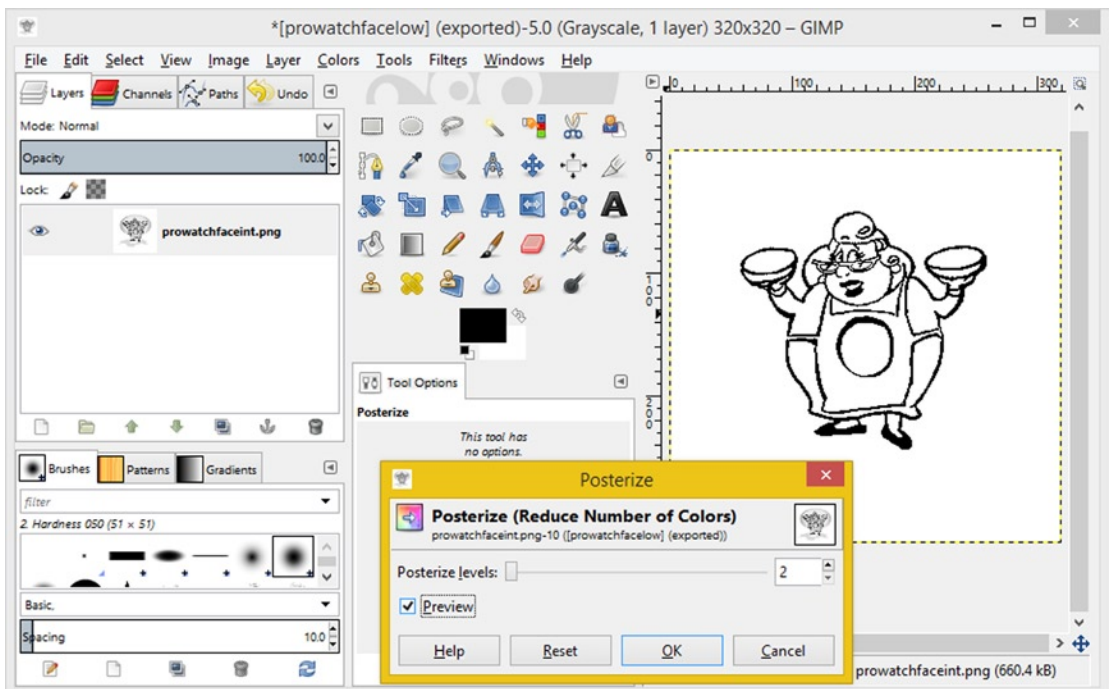 *[prowatchfacelow] (exported)-5.0 (Grayscale, 1 layer) 320x320 – GIMP
File Edit Select View Image Layer Colors Tools Filters Windows Help
Layers Channels Paths Undo
Mode: Normal
Opacity 100.0
Lock:
prowatchfaceint.png
Brushes Patterns Gradients
filter
2. Hardness 050 (51 × 51)
Basic,
Spacing 10.0
Tool Options
Posterize
This tool has
no options.
0 100 200 300
0
100
200
Posterize
Posterize (Reduce Number of Colors)
prowatchfaceint.png-10 ([prowatchfacelow] (exported))
Posterize levels: 2
Preview
Help Reset OK Cancel
prowatchfaceint.png (660.4 kB)